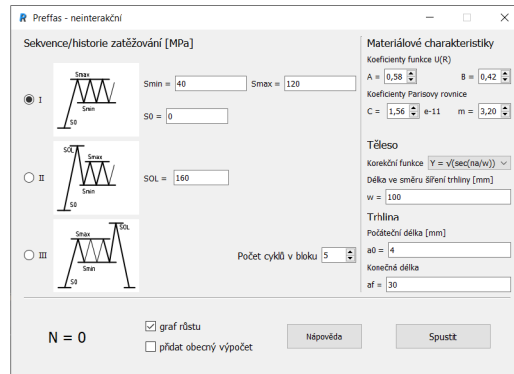 Preffas - neinterakční
Sekvence/historie zatěžování [MPa]
Smax
Smin
S0
I
Smin = 40
Smax = 120
S0 = 0
SOL
Smax
Smin
S0
II
SOL = 160
SOL
Smax
Smin
S0
III
Počet cyklů v bloku 5
Materiálové charakteristiky
Koeficienty funkce U(R)
A = 0,58
B = 0,42
Koeficienty Parisovy rovnice
C = 1,56 e-11
m = 3,20
Těleso
Korekční funkce Y = √(sec(πa/w))
Délka ve směru šíření trhliny [mm]
w = 100
Trhlina
Počáteční délka [mm]
a0 = 4
Konečná délka
af = 30
N = 0
graf růstu
přidat obecný výpočet
Nápověda
Spustit